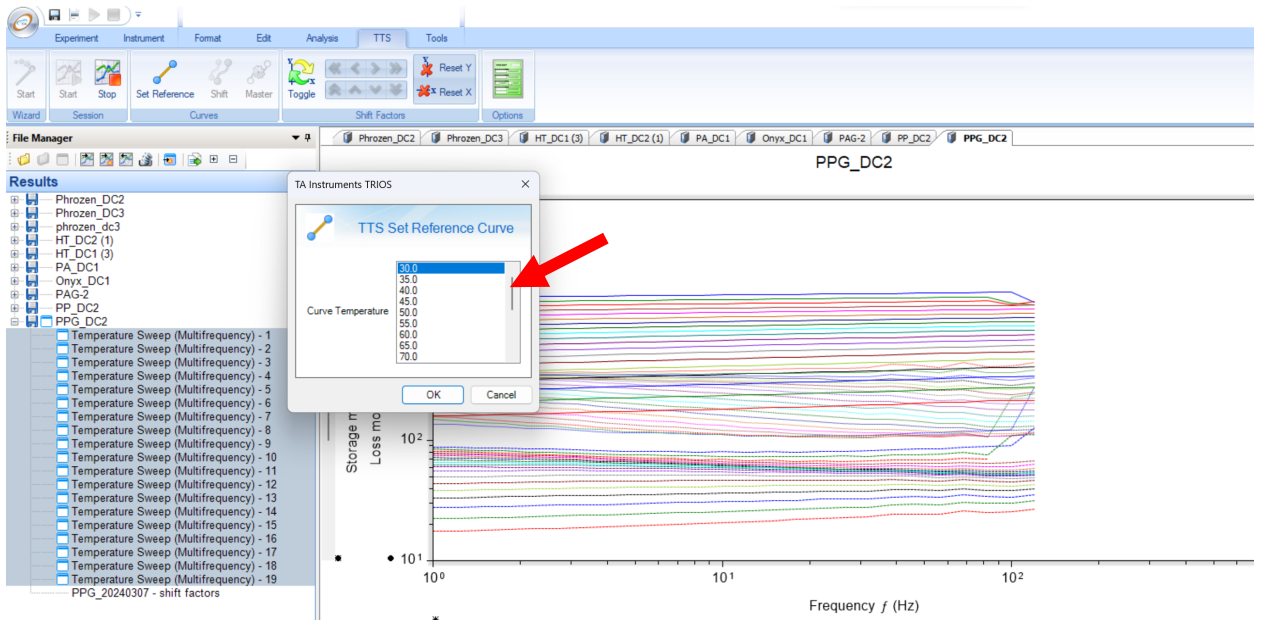 Experiment Instrument Format Edit Analysis TTS Tools
Start Start Stop Set Reference Shift Master Toggle Reset Y Reset X
Wizard Session Curves Shift Factors Options
File Manager
Phrozen_DC2 Phrozen_DC3 HT_DC1 (3) HT_DC2 (1) PA_DC1 Onyx_DC1 PAG-2 PP_DC2 PPG_DC2
PPG_DC2
Results
Phrozen_DC2
Phrozen_DC3
phrozen_dc3
HT_DC2 (1)
HT_DC1 (3)
PA_DC1
Onyx_DC1
PAG-2
PP_DC2
PPG_DC2
Temperature Sweep (Multifrequency) - 1
Temperature Sweep (Multifrequency) - 2
Temperature Sweep (Multifrequency) - 3
Temperature Sweep (Multifrequency) - 4
Temperature Sweep (Multifrequency) - 5
Temperature Sweep (Multifrequency) - 6
Temperature Sweep (Multifrequency) - 7
Temperature Sweep (Multifrequency) - 8
Temperature Sweep (Multifrequency) - 9
Temperature Sweep (Multifrequency) - 10
Temperature Sweep (Multifrequency) - 11
Temperature Sweep (Multifrequency) - 12
Temperature Sweep (Multifrequency) - 13
Temperature Sweep (Multifrequency) - 14
Temperature Sweep (Multifrequency) - 15
Temperature Sweep (Multifrequency) - 16
Temperature Sweep (Multifrequency) - 17
Temperature Sweep (Multifrequency) - 18
Temperature Sweep (Multifrequency) - 19
PPG_20240307 - shift factors
TA Instruments TRIOS
TTS Set Reference Curve
Curve Temperature
30.0
35.0
40.0
45.0
50.0
55.0
60.0
65.0
70.0
OK Cancel
Storage m
Loss mo
10²
10¹
10⁰ 10¹ 10²
Frequency ƒ (Hz)